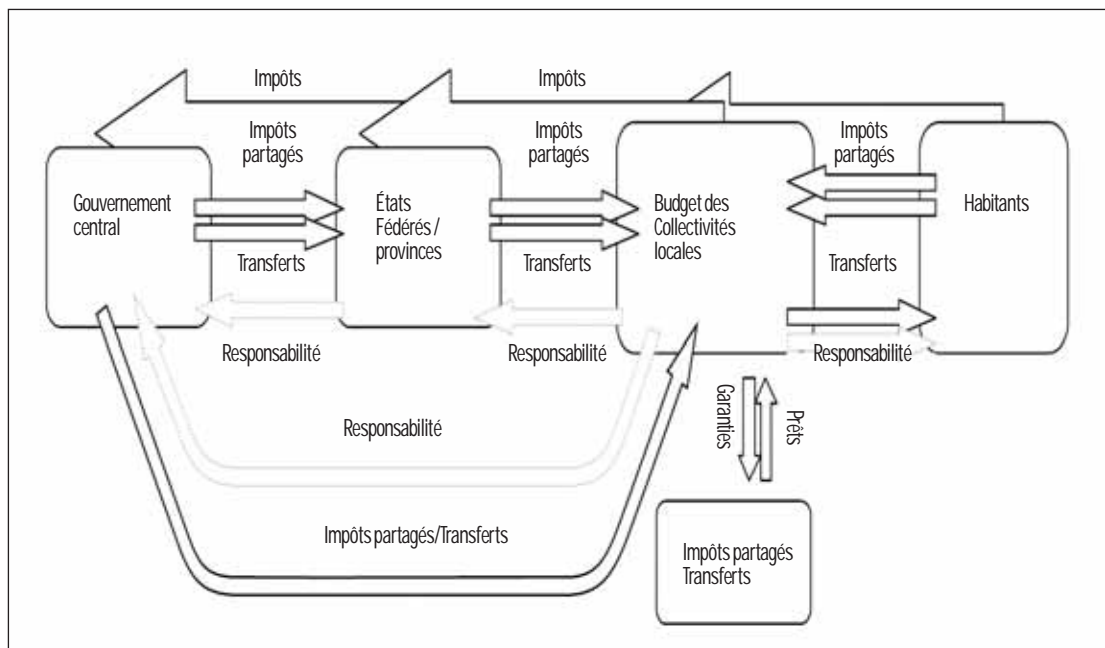 Impôts
Impôts
Impôts
partagés
Impôts
partagés
Impôts
partagés
Gouvernement
central
États
Fédérés /
provinces
Budget des
Collectivités
locales
Habitants
Transferts
Transferts
Transferts
Responsabilité
Responsabilité
Responsabilité
Garanties
Prêts
Responsabilité
Impôts partagés/Transferts
Impôts partagés
Transferts